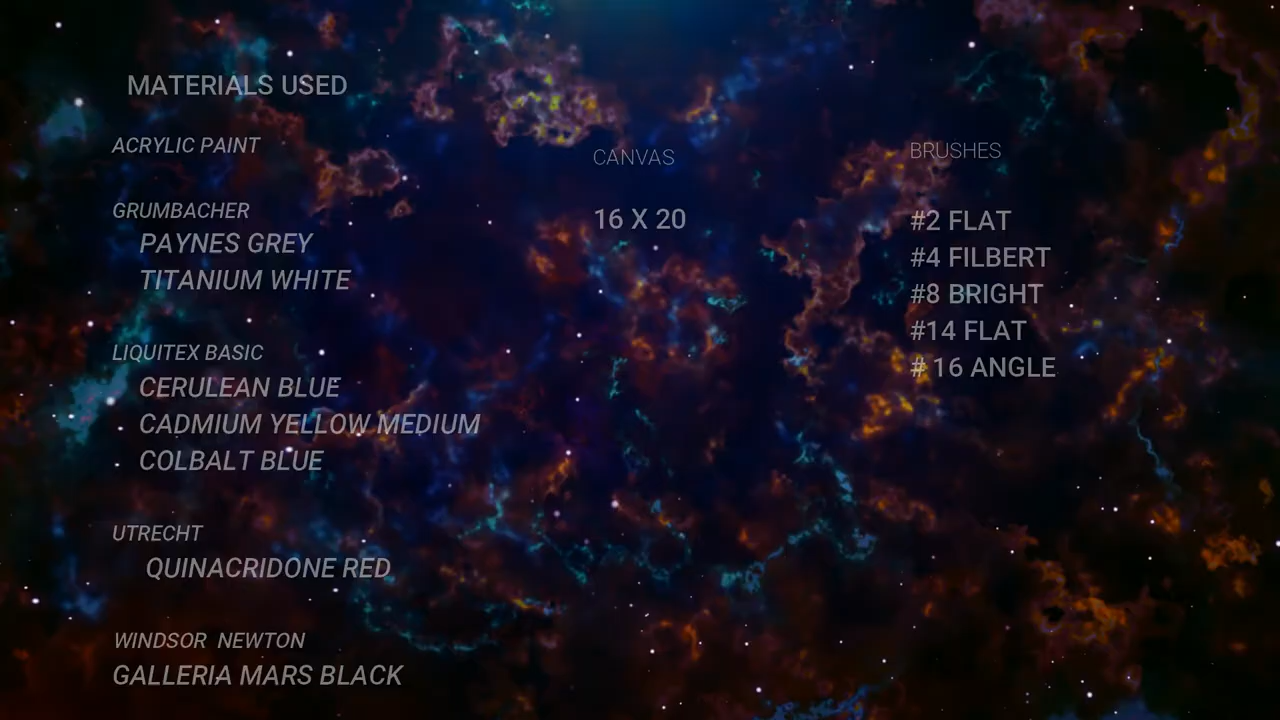 MATERIALS USED
ACRYLIC PAINT
GRUMBACHER
PAYNES GREY
TITANIUM WHITE
LIQUITEX BASIC
CERULEAN BLUE
CADMIUM YELLOW MEDIUM
COLBALT BLUE
UTRECHT
QUINACRIDONE RED
WINDSOR NEWTON
GALLERIA MARS BLACK
CANVAS
16 X 20
BRUSHES
#2 FLAT
#4 FILBERT
#8 BRIGHT
#14 FLAT
# 16 ANGLE